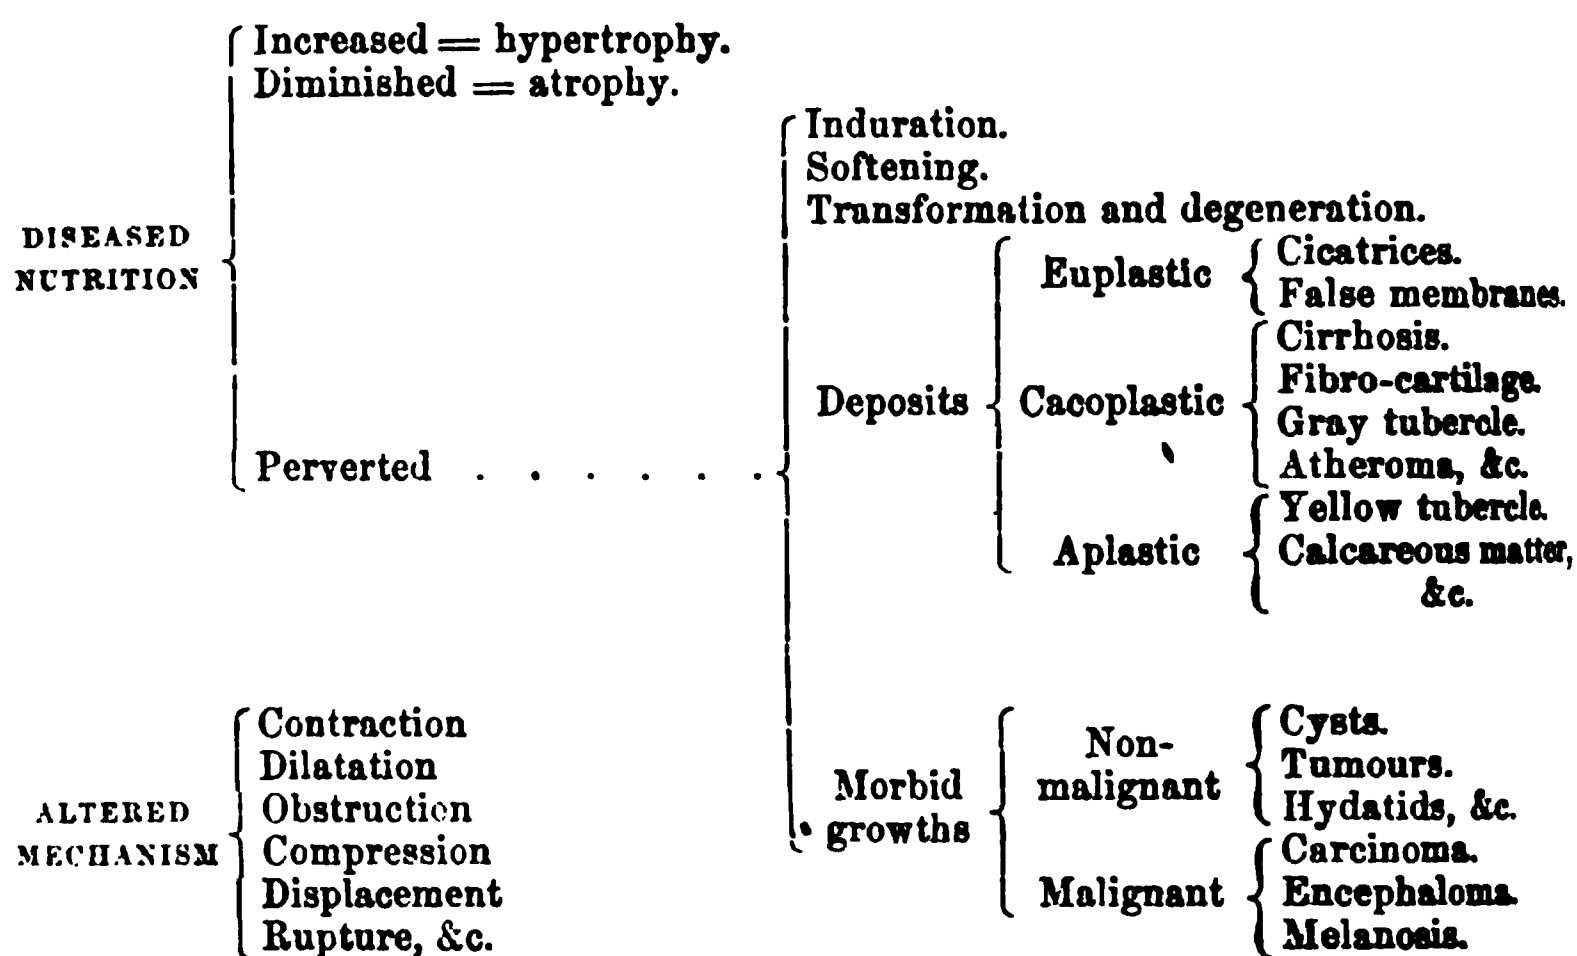 Increased = hypertrophy.
Diminished = atrophy.
DISEASED
NUTRITION
Perverted . . . . . .
Induration.
Softening.
Transformation and degeneration.
Deposits
Euplastic
Cicatrices.
False membranes.
Cacoplastic
Cirrhosis.
Fibro-cartilage.
Gray tubercle.
Atheroma, &c.
Aplastic
Yellow tubercle.
Calcareous matter,
&c.
Morbid
growths
Non-
malignant
Cysts.
Tumours.
Hydatids, &c.
Malignant
Carcinoma.
Encephaloma.
Melanosis.
ALTERED
MECHANISM
Contraction
Dilatation
Obstruction
Compression
Displacement
Rupture, &c.